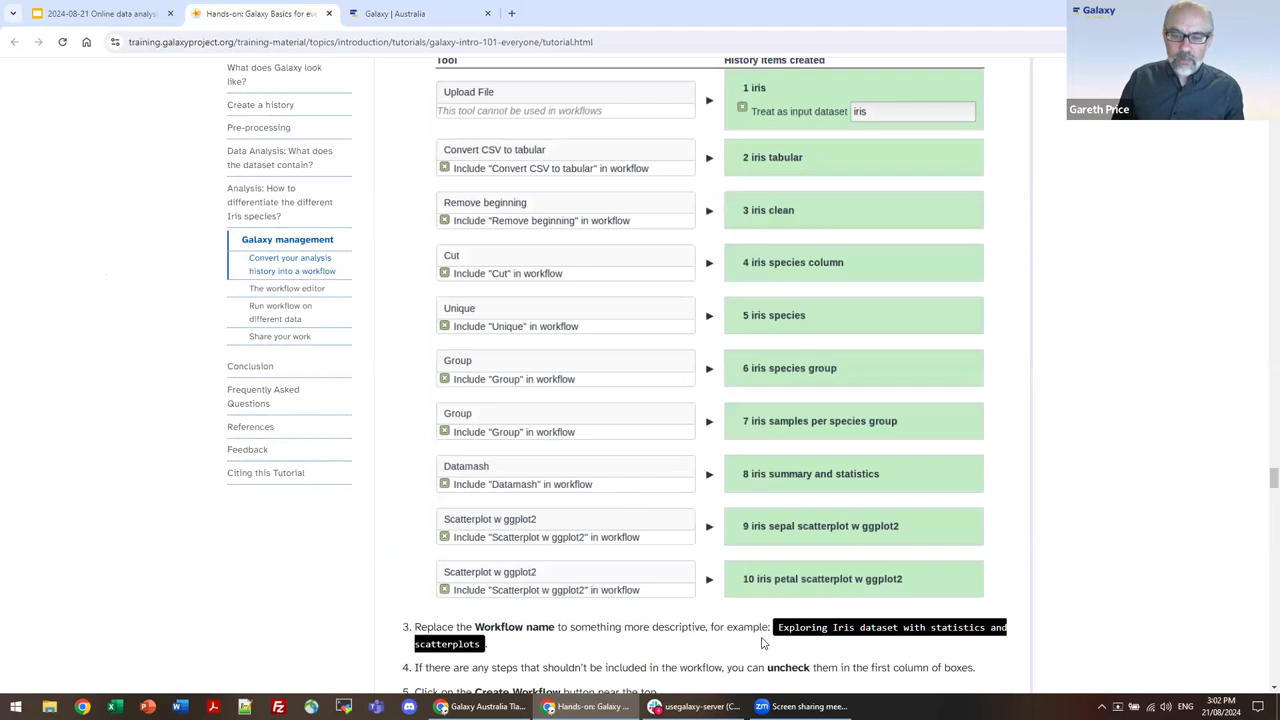 2024-08-21 Online data analysis
Hands-on: Galaxy Basics for eve
Galaxy | Australia
training.galaxyproject.org/training-material/topics/introduction/tutorials/galaxy-intro-101-everyone/tutorial.html
Galaxy
Gareth Price
What does Galaxy look
like?
Create a history
Pre-processing
Data Analysis: What does
the dataset contain?
Analysis: How to
differentiate the different
Iris species?
Galaxy management
Convert your analysis
history into a workflow
The workflow editor
Run workflow on
different data
Share your work
Conclusion
Frequently Asked
Questions
References
Feedback
Citing this Tutorial
Tool
History items created
Upload File
This tool cannot be used in workflows
1 iris
Treat as input dataset iris
Convert CSV to tabular
Include "Convert CSV to tabular" in workflow
2 iris tabular
Remove beginning
Include "Remove beginning" in workflow
3 iris clean
Cut
Include "Cut" in workflow
4 iris species column
Unique
Include "Unique" in workflow
5 iris species
Group
Include "Group" in workflow
6 iris species group
Group
Include "Group" in workflow
7 iris samples per species group
Datamash
Include "Datamash" in workflow
8 iris summary and statistics
Scatterplot w ggplot2
Include "Scatterplot w ggplot2" in workflow
9 iris sepal scatterplot w ggplot2
Scatterplot w ggplot2
Include "Scatterplot w ggplot2" in workflow
10 iris petal scatterplot w ggplot2
3. Replace the Workflow name to something more descriptive, for example: Exploring Iris dataset with statistics and
scatterplots.
4. If there are any steps that shouldn't be included in the workflow, you can uncheck them in the first column of boxes.
5. Click on the Create Workflow button near the top.
Galaxy Australia Tla...
Hands-on: Galaxy ...
usegalaxy-server (C...
Screen sharing mee...
3:02 PM
21/08/2024